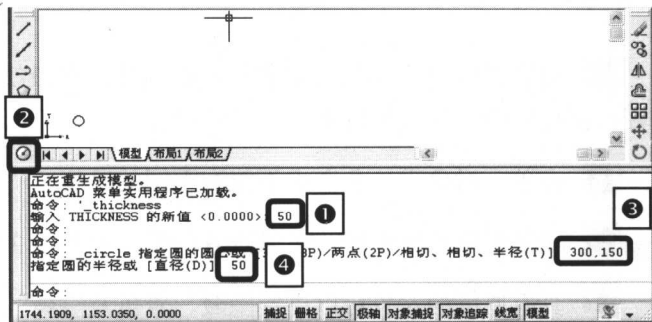 ❷
模型 布局1 布局2
正在重生成模型。
AutoCAD 菜单实用程序已加载。
命令: '_thickness
输入 THICKNESS 的新值 <0.0000>: 50 ❶
命令:
命令: ❸
命令: _circle 指定圆的圆心或 3P)/两点(2P)/相切、相切、半径(T)] 300,150
指定圆的半径或 [直径(D)] 50 ❹
命令:
1744.1909, 1153.0350, 0.0000 捕捉 栅格 正交 极轴 对象捕捉 对象追踪 线宽 模型